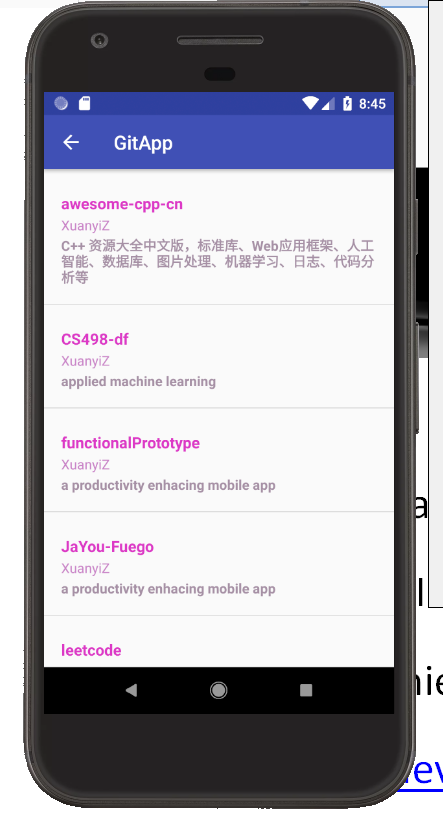 8:45
GitApp
awesome-cpp-cn
XuanyiZ
C++ 资源大全中文版，标准库、Web应用框架、人工
智能、数据库、图片处理、机器学习、日志、代码分
析等
CS498-df
XuanyiZ
applied machine learning
functionalPrototype
XuanyiZ
a productivity enhacing mobile app
JaYou-Fuego
XuanyiZ
a productivity enhacing mobile app
leetcode